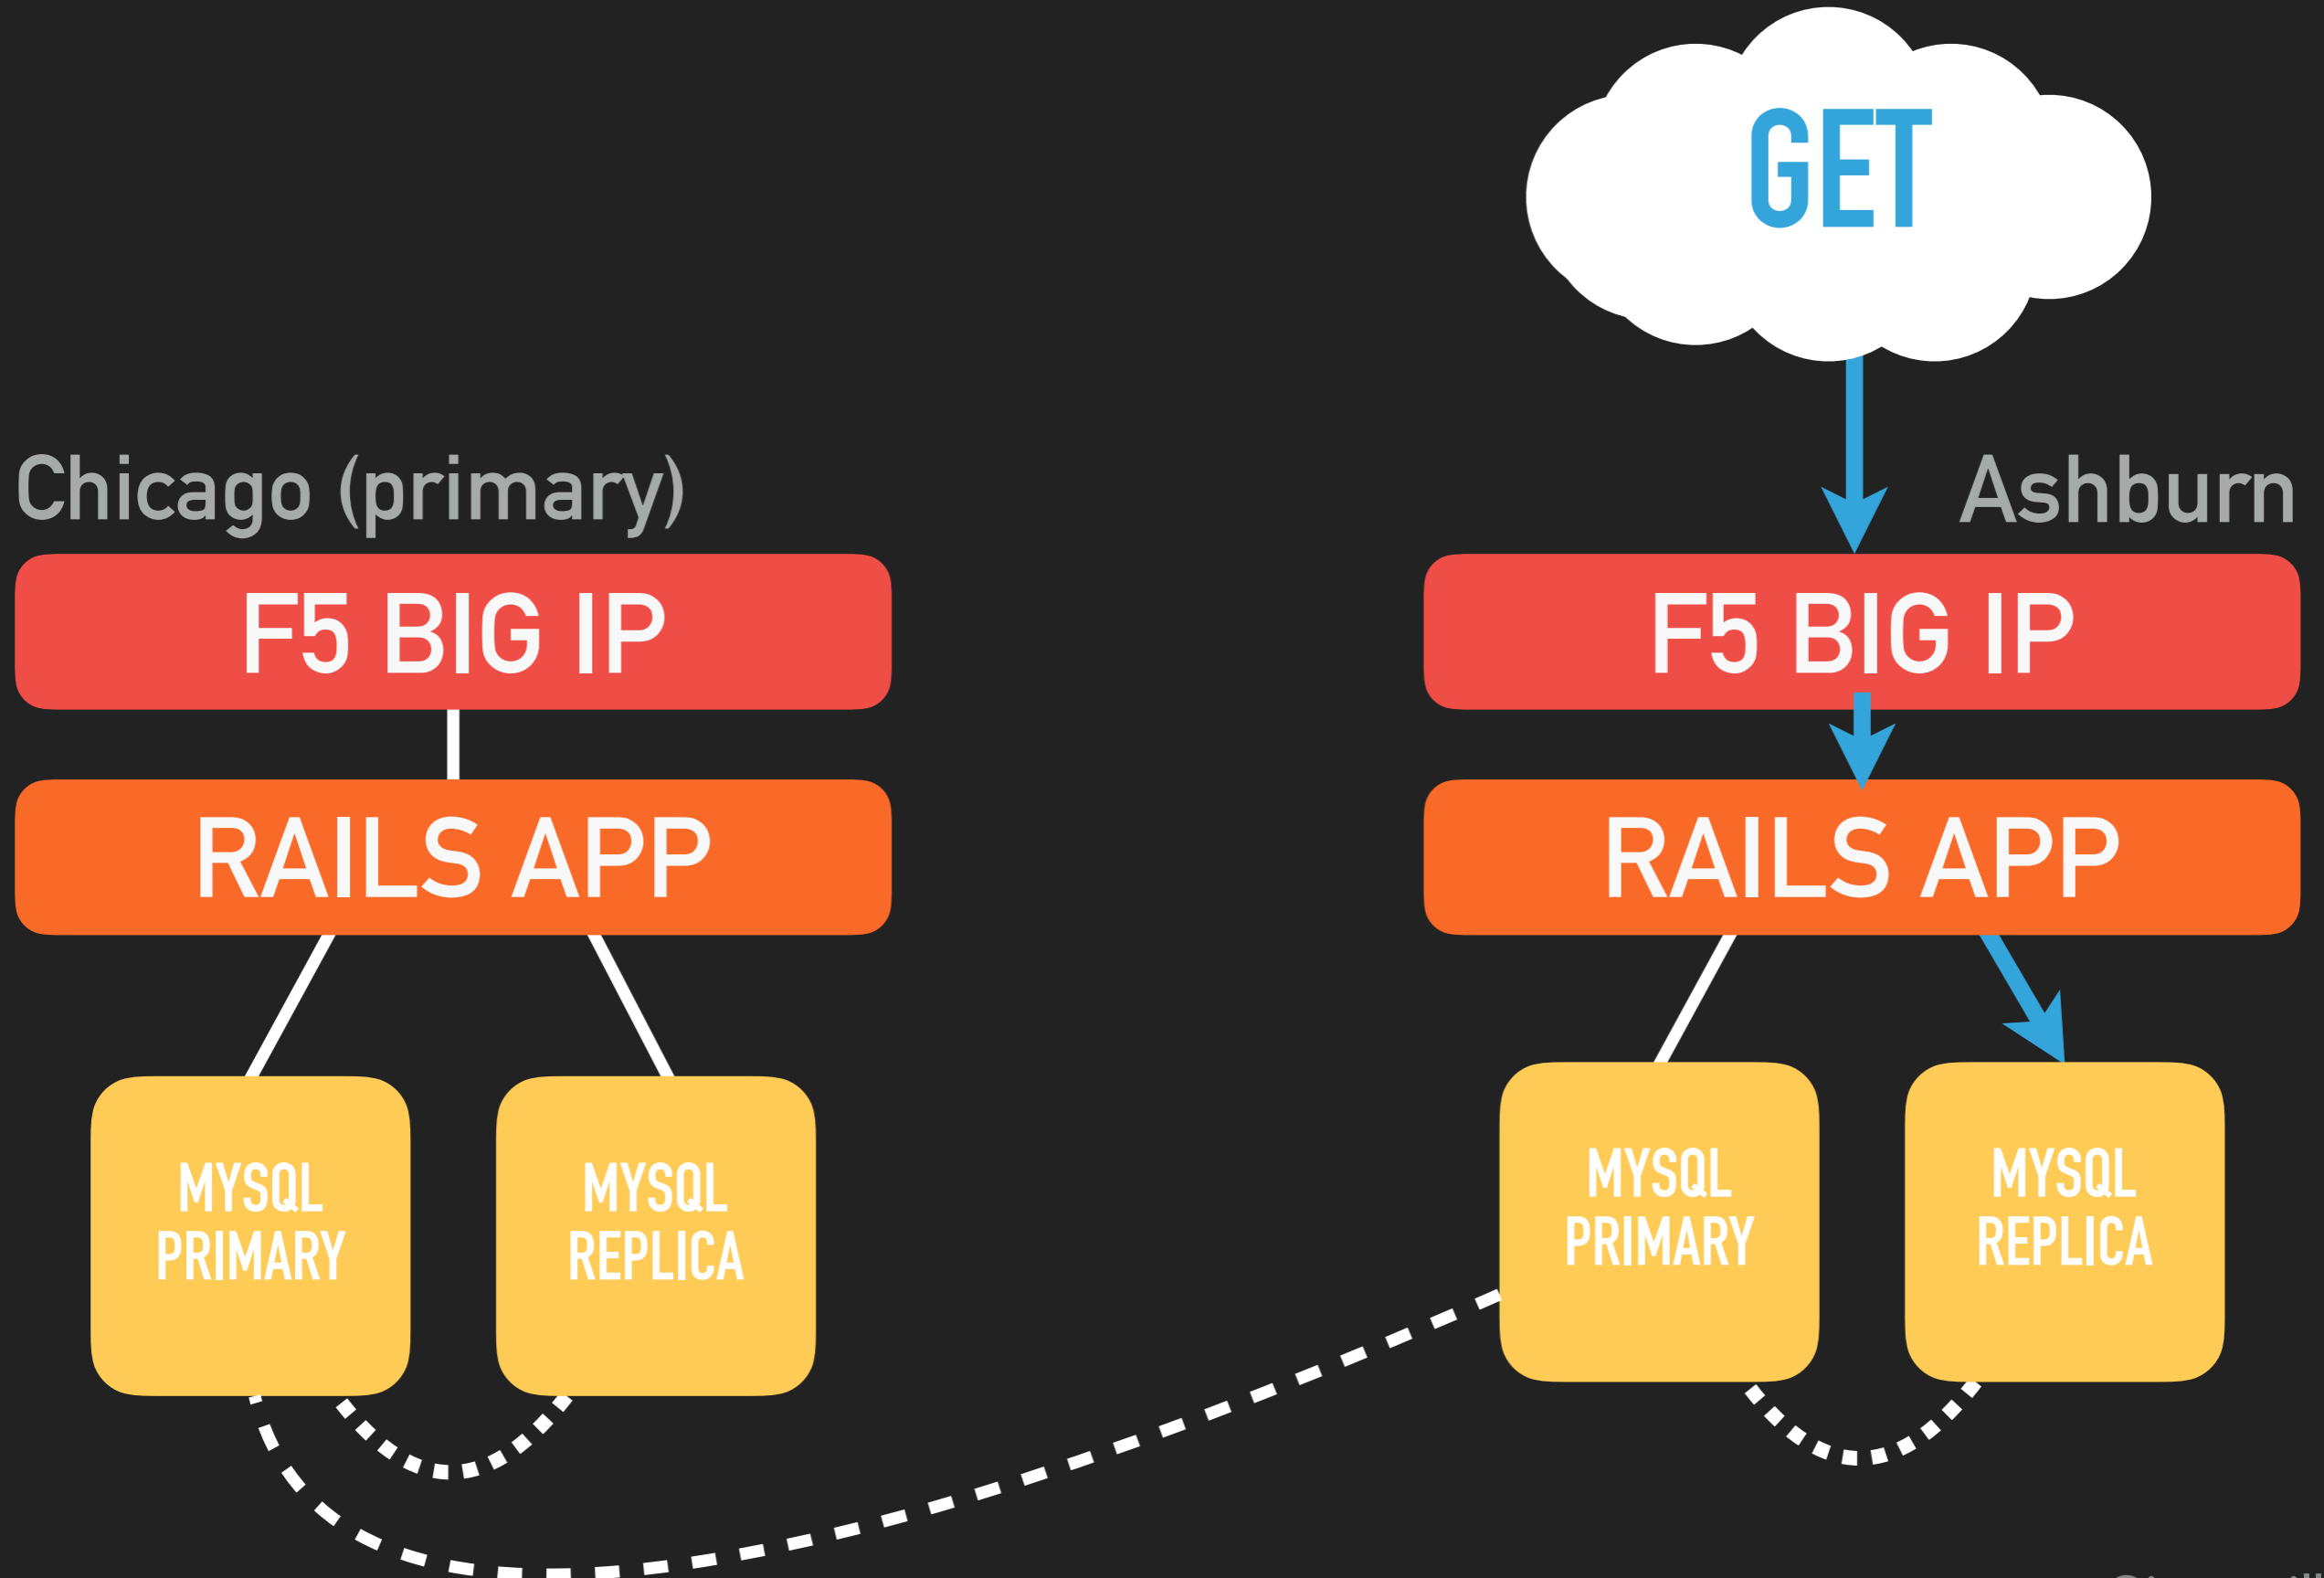 GET
Chicago (primary)
Ashburn
F5 BIG IP
F5 BIG IP
RAILS APP
RAILS APP
MYSQL
PRIMARY
MYSQL
REPLICA
MYSQL
PRIMARY
MYSQL
REPLICA